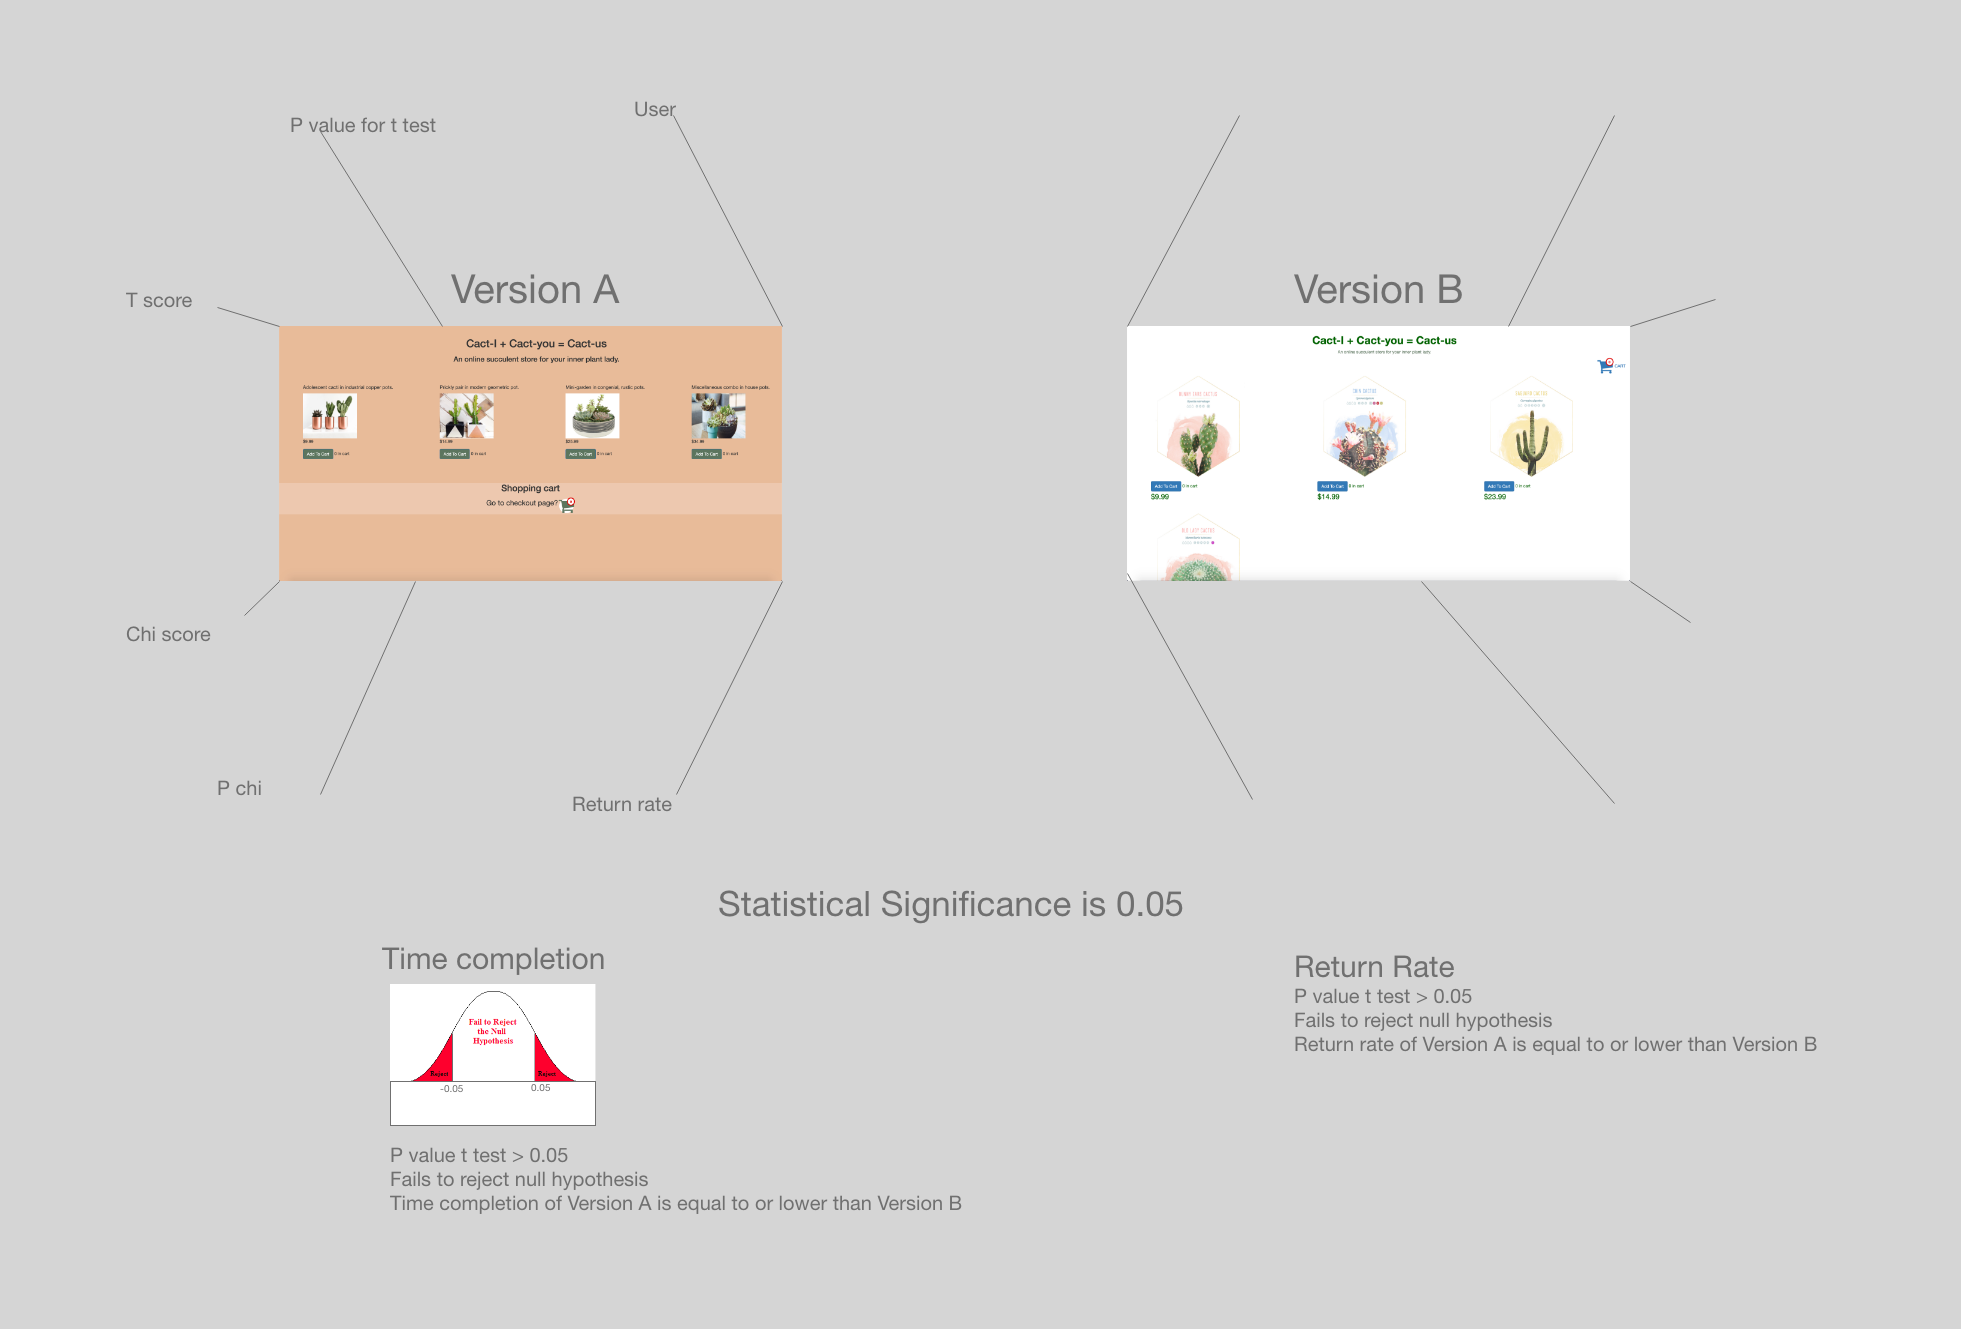 User
P value for t test
Version A
Version B
T score
Cact-I + Cact-you = Cact-us
An online succulent store for your inner plant lady.
Adolescent cacti in industrial copper pots.
Prickly pair in modern geometric pot.
Mini-garden in congenial, rustic pots.
Miscellaneous combo in house pots.
$9.99
$14.99
Add To Cart 0 in cart
Add To Cart 0 in cart
Add To Cart 0 in cart
Add To Cart 0 in cart
Shopping cart
Go to checkout page?
Cact-I + Cact-you = Cact-us
An online succulent store for your inner plant lady.
CART
Add To Cart 0 in cart
Add To Cart 0 in cart
Add To Cart 0 in cart
$9.99
$14.99
$23.99
Chi score
P chi
Return rate
Statistical Significance is 0.05
Time completion
Fail to Reject
the Null
Hypothesis
Reject
Reject
-0.05
0.05
P value t test > 0.05
Fails to reject null hypothesis
Time completion of Version A is equal to or lower than Version B
Return Rate
P value t test > 0.05
Fails to reject null hypothesis
Return rate of Version A is equal to or lower than Version B